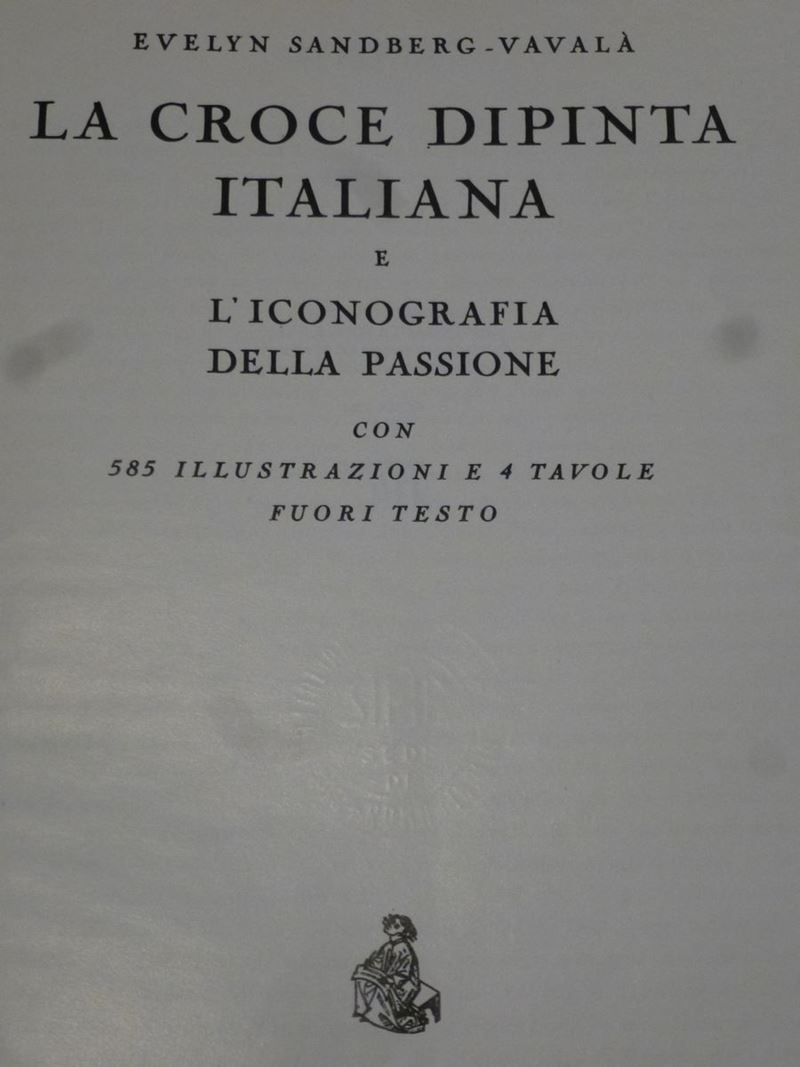 EVELYN SANDBERG-VAVALÀ
LA CROCE DIPINTA
ITALIANA
E
L'ICONOGRAFIA
DELLA PASSIONE
CON
585 ILLUSTRAZIONI E 4 TAVOLE
FUORI TESTO